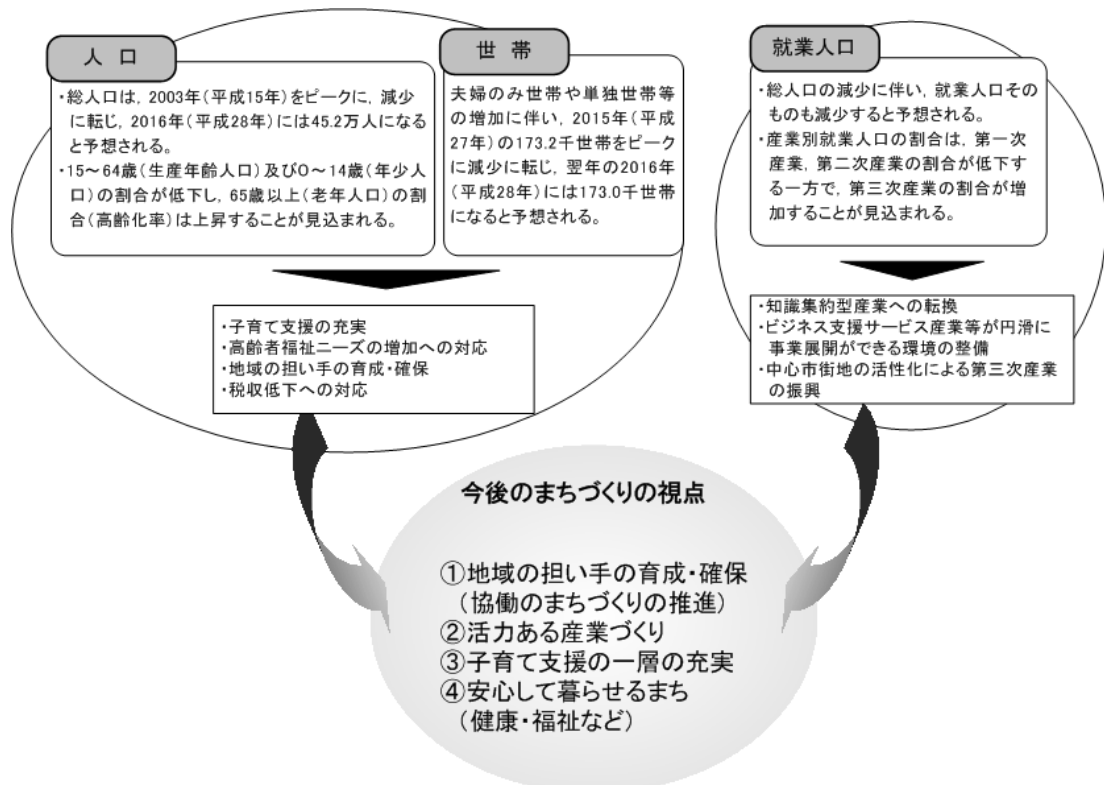 人　口
・総人口は，2003年（平成15年）をピークに，減少
に転じ，2016年（平成28年）には45.2万人になる
と予想される。
・15～64歳（生産年齢人口）及び0～14歳（年少人
口）の割合が低下し，65歳以上（老年人口）の割
合（高齢化率）は上昇することが見込まれる。
世　帯
夫婦のみ世帯や単独世帯等
の増加に伴い，2015年（平成
27年）の173.2千世帯をピーク
に減少に転じ，翌年の2016年
（平成28年）には173.0千世帯
になると予想される。
・子育て支援の充実
・高齢者福祉ニーズの増加への対応
・地域の担い手の育成・確保
・税収低下への対応
就業人口
・総人口の減少に伴い，就業人口そ
のものも減少すると予想される。
・産業別就業人口の割合は，第一次
産業，第二次産業の割合が低下す
る一方で，第三次産業の割合が増
加することが見込まれる。
・知識集約型産業への転換
・ビジネス支援サービス産業等が円滑に
事業展開ができる環境の整備
・中心市街地の活性化による第三次産業
の振興
今後のまちづくりの視点
①地域の担い手の育成・確保
（協働のまちづくりの推進）
②活力ある産業づくり
③子育て支援の一層の充実
④安心して暮らせるまち
（健康・福祉など）